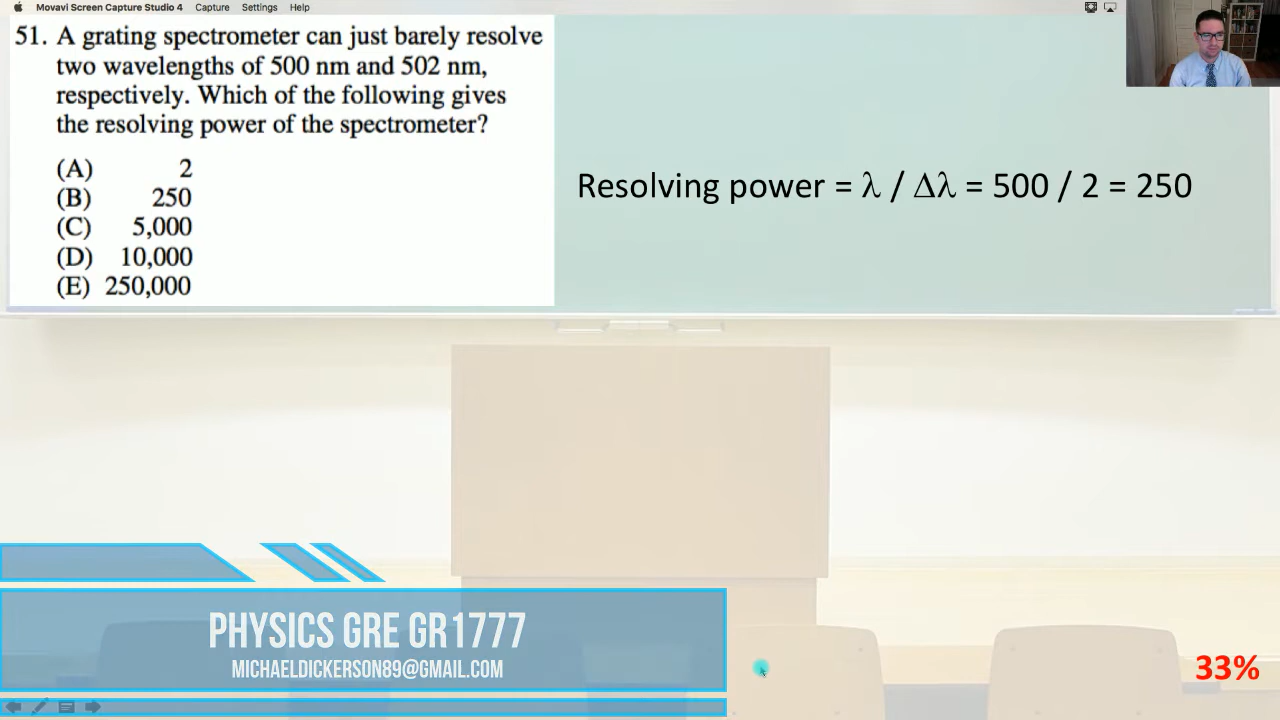 Movavi Screen Capture Studio 4 Capture Settings Help
51. A grating spectrometer can just barely resolve
two wavelengths of 500 nm and 502 nm,
respectively. Which of the following gives
the resolving power of the spectrometer?
(A) 2
(B) 250
(C) 5,000
(D) 10,000
(E) 250,000
Resolving power = λ / Δλ = 500 / 2 = 250
PHYSICS GRE GR1777
MICHAELDICKERSON89@GMAIL.COM
33%